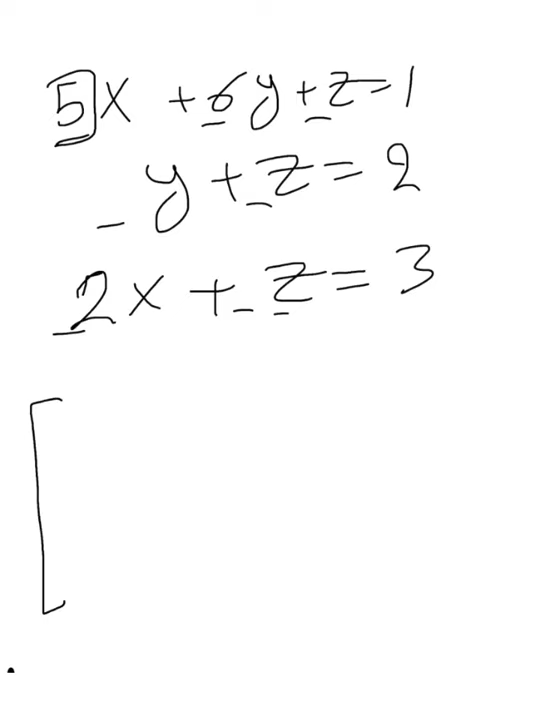 5x + 6y + z = 1
y + z = 2
2x + z = 3
[